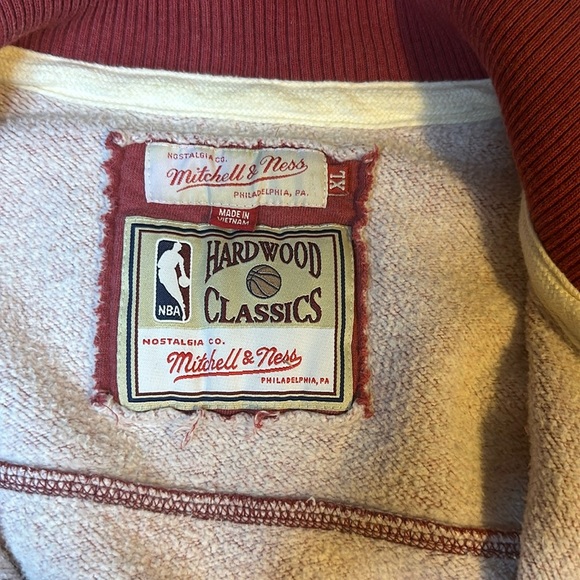 NOSTALGIA CO.
Mitchell & Ness
PHILADELPHIA, PA.
XL
MADE IN
VIETNAM
HARDWOOD
CLASSICS
NBA
NOSTALGIA CO.
Mitchell & Ness
PHILADELPHIA, PA